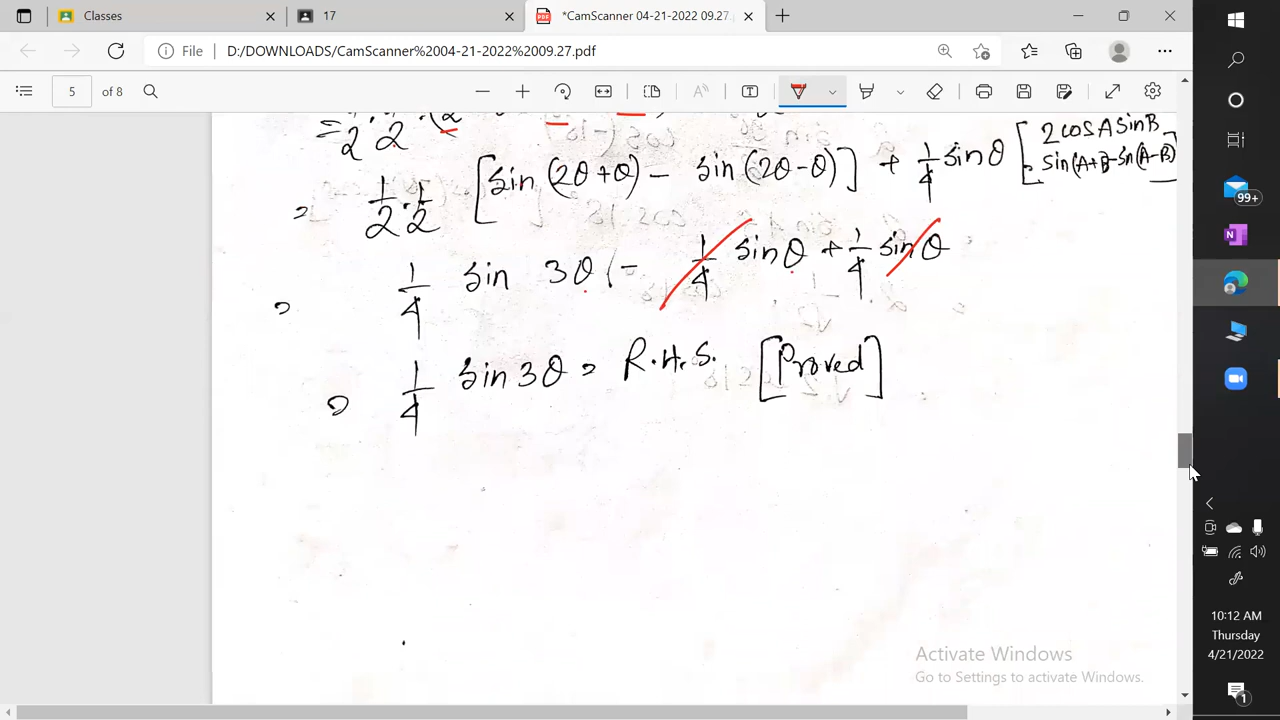 Classes
17
*CamScanner 04-21-2022 09.27.
File
D:/DOWNLOADS/CamScanner%2004-21-2022%2009.27.pdf
5 of 8
2cosAsinB
= 1/2 . 1/2 [sin(2θ+θ) - sin(2θ-θ)] + 1/4 sinθ
sin(A+B)-sin(A-B)
= 1/4 sin 3θ - 1/4 sinθ + 1/4 sinθ
= 1/4 sin3θ = R.H.S. [Proved]
99+
Activate Windows
Go to Settings to activate Windows.
10:12 AM
Thursday
4/21/2022
1